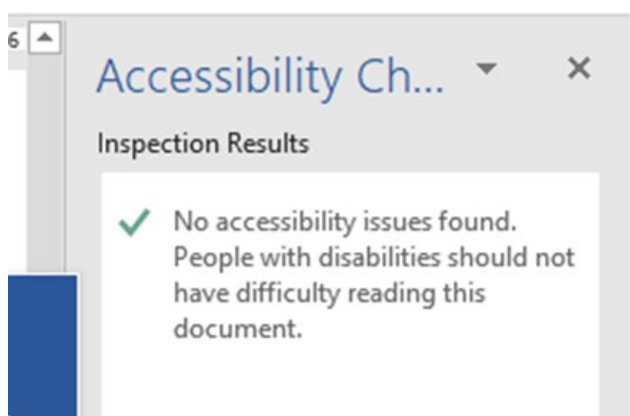 6
Accessibility Ch...
Inspection Results
No accessibility issues found.
People with disabilities should not
have difficulty reading this
document.